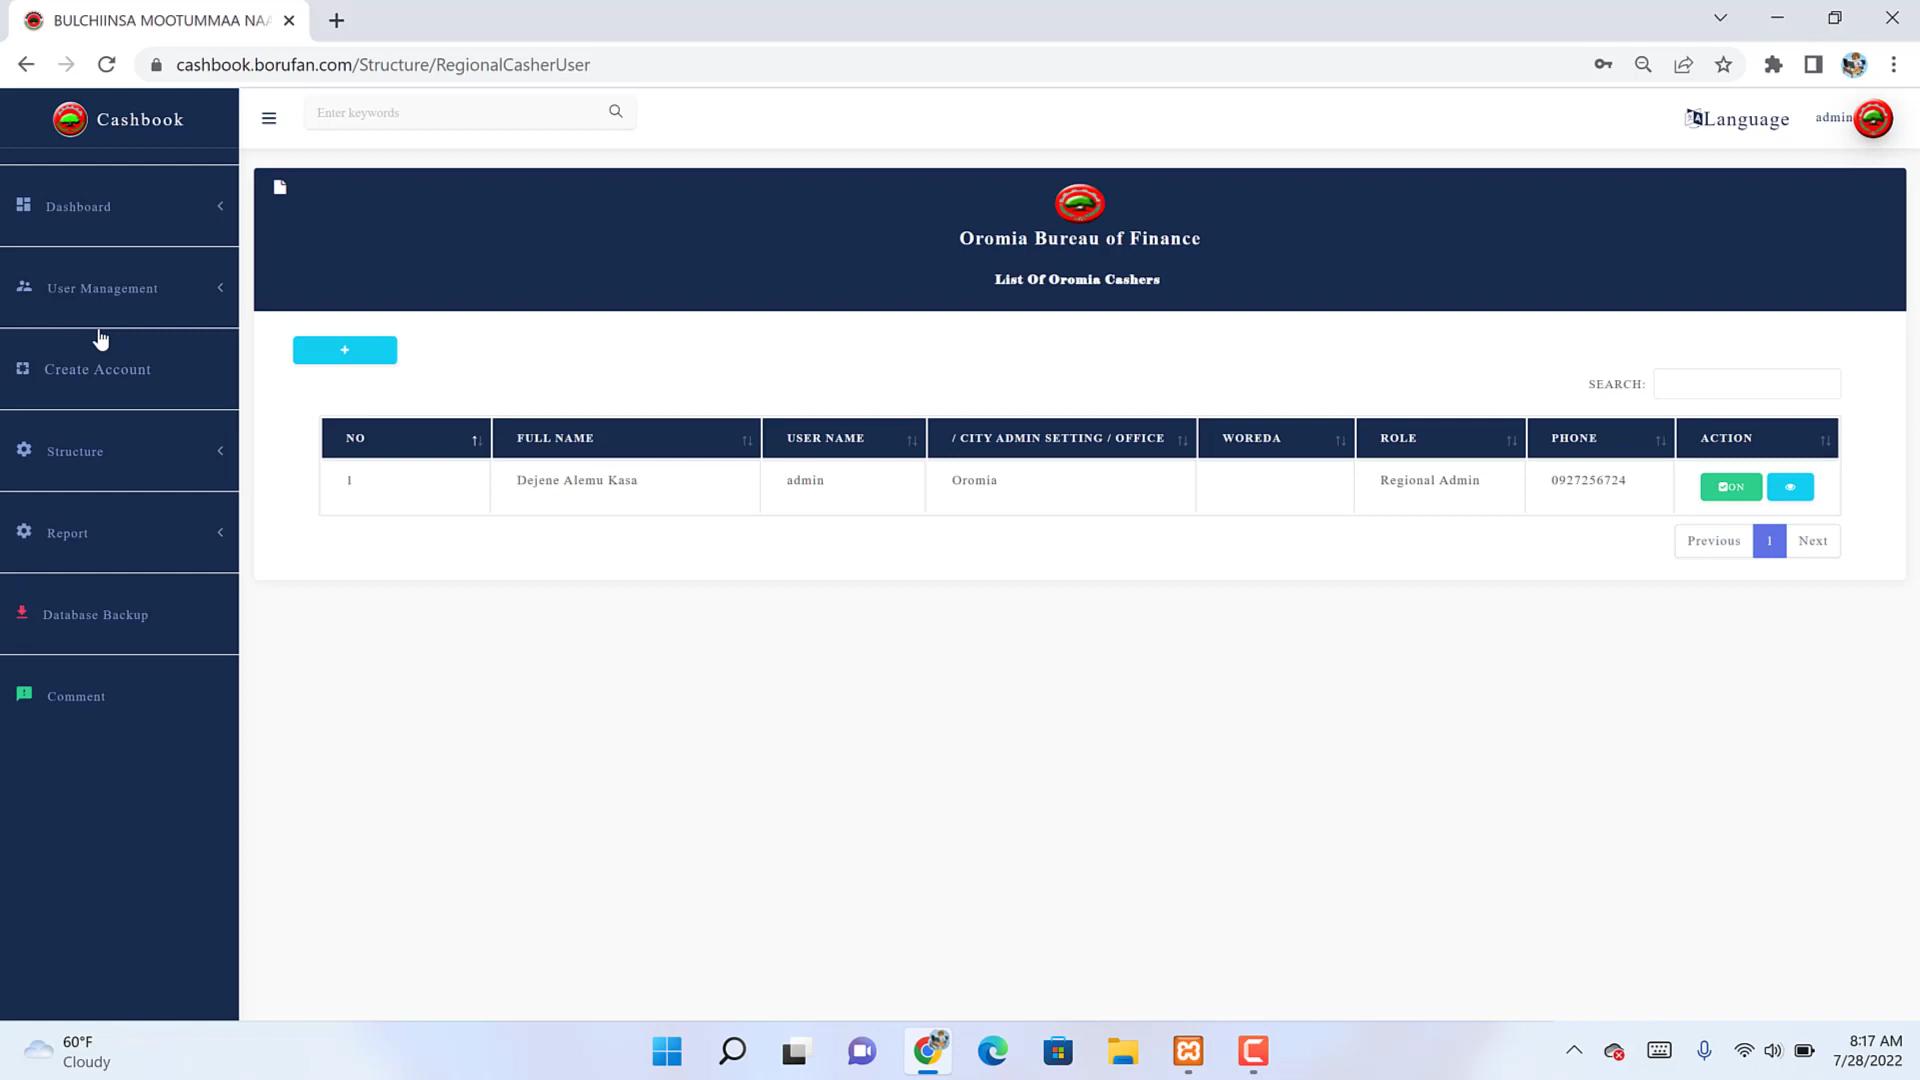 BULCHIINSA MOOTUMMAA NAA
cashbook.borufan.com/Structure/RegionalCasherUser
Cashbook
Enter keywords
Language
admin
Dashboard
User Management
Create Account
Structure
Report
Database Backup
Comment
Oromia Bureau of Finance
List Of Oromia Cashers
+
SEARCH:
NO FULL NAME USER NAME / CITY ADMIN SETTING / OFFICE WOREDA ROLE PHONE ACTION
1 Dejene Alemu Kasa admin Oromia Regional Admin 0927256724 ON
Previous 1 Next
60°F
Cloudy
8:17 AM
7/28/2022